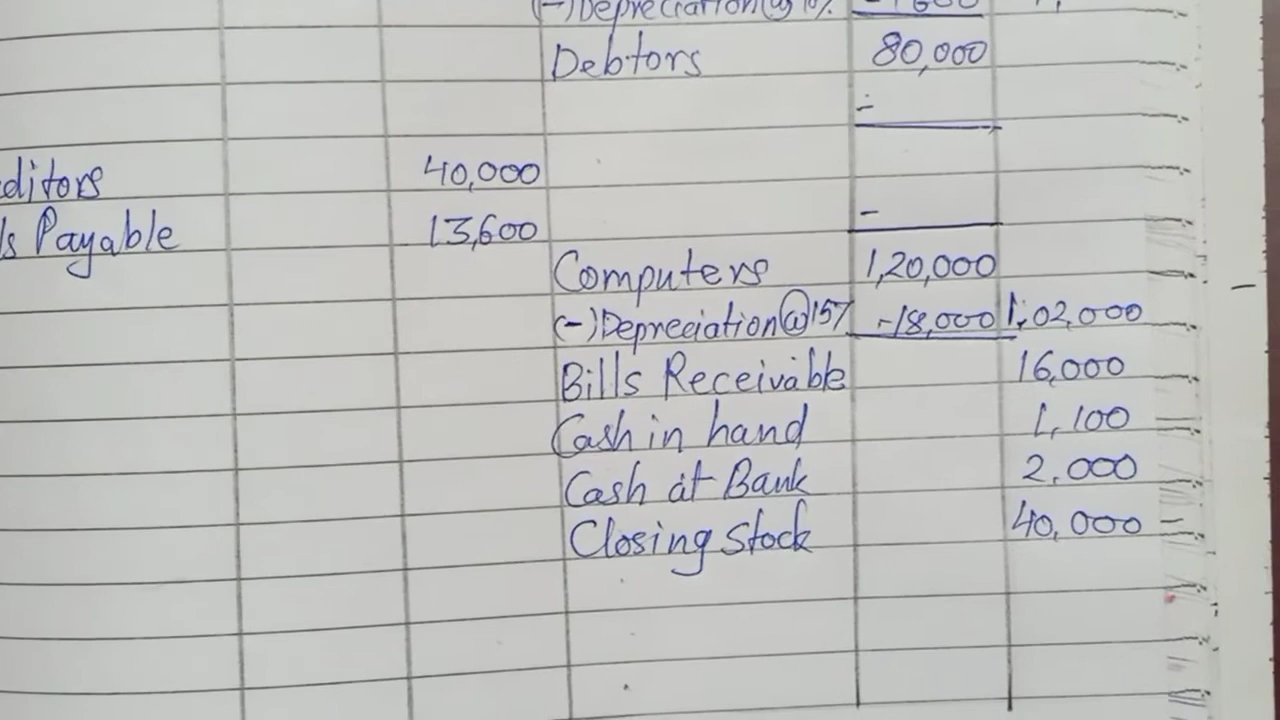 (-)Depreciation@10%
Debtors 80,000
-
ditors 40,000
s Payable 13,600 -
Computers 1,20,000
(-)Depreciation@15% -18,000 1,02,000
Bills Receivable 16,000
Cash in hand 1,100
Cash at Bank 2,000
Closing Stock 40,000